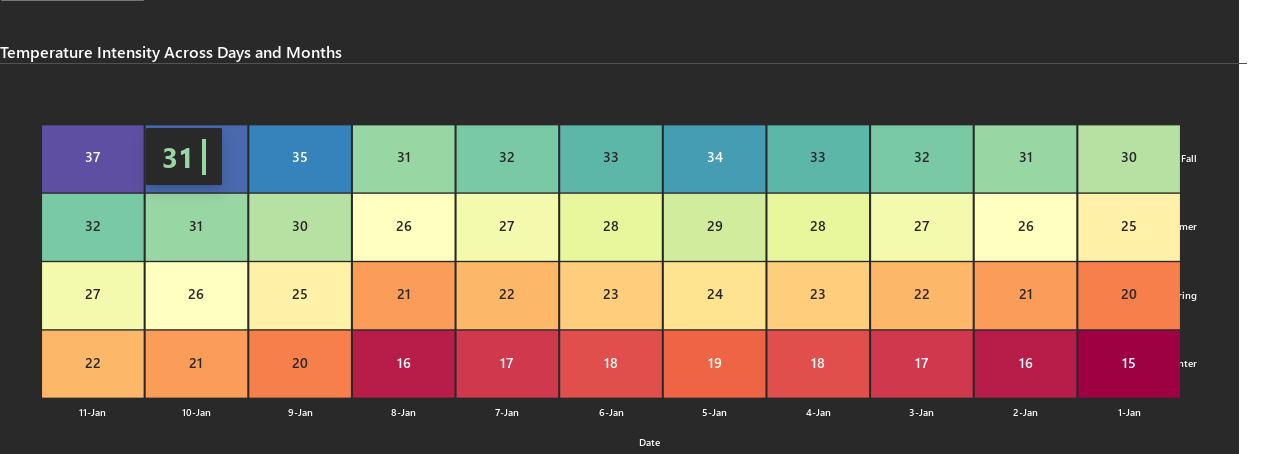 Temperature Intensity Across Days and Months
37 31 35 31 32 33 34 33 32 31 30 Fall
32 31 30 26 27 28 29 28 27 26 25 mer
27 26 25 21 22 23 24 23 22 21 20 ring
22 21 20 16 17 18 19 18 17 16 15 nter
11-Jan 10-Jan 9-Jan 8-Jan 7-Jan 6-Jan 5-Jan 4-Jan 3-Jan 2-Jan 1-Jan
Date